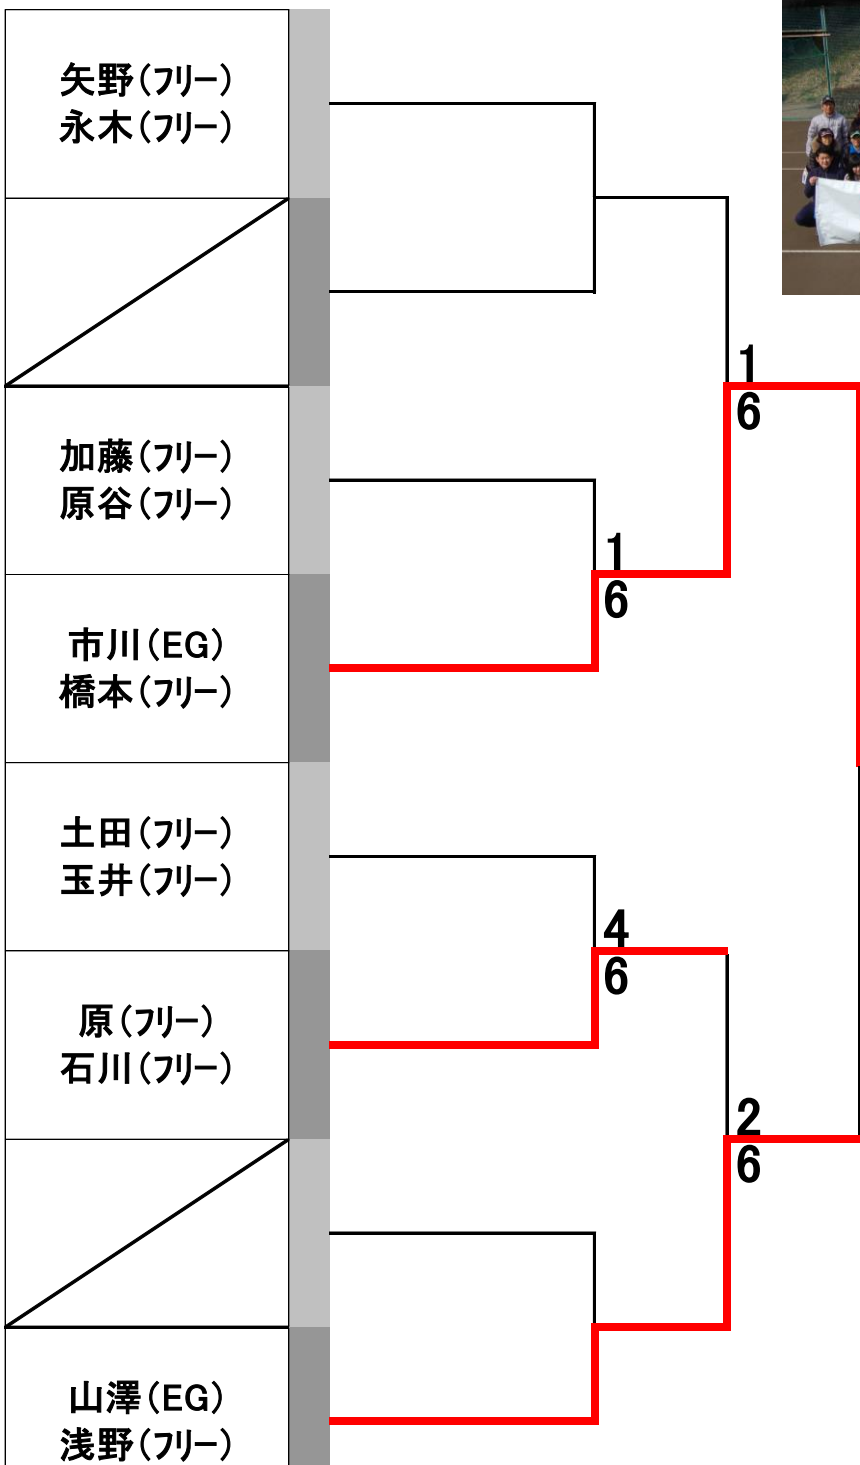 矢野（フリー）
永木（フリー）
加藤（フリー）
原谷（フリー）
市川（EG）
橋本（フリー）
土田（フリー）
玉井（フリー）
原（フリー）
石川（フリー）
山澤（EG）
浅野（フリー）
1
6
1
6
4
6
2
6